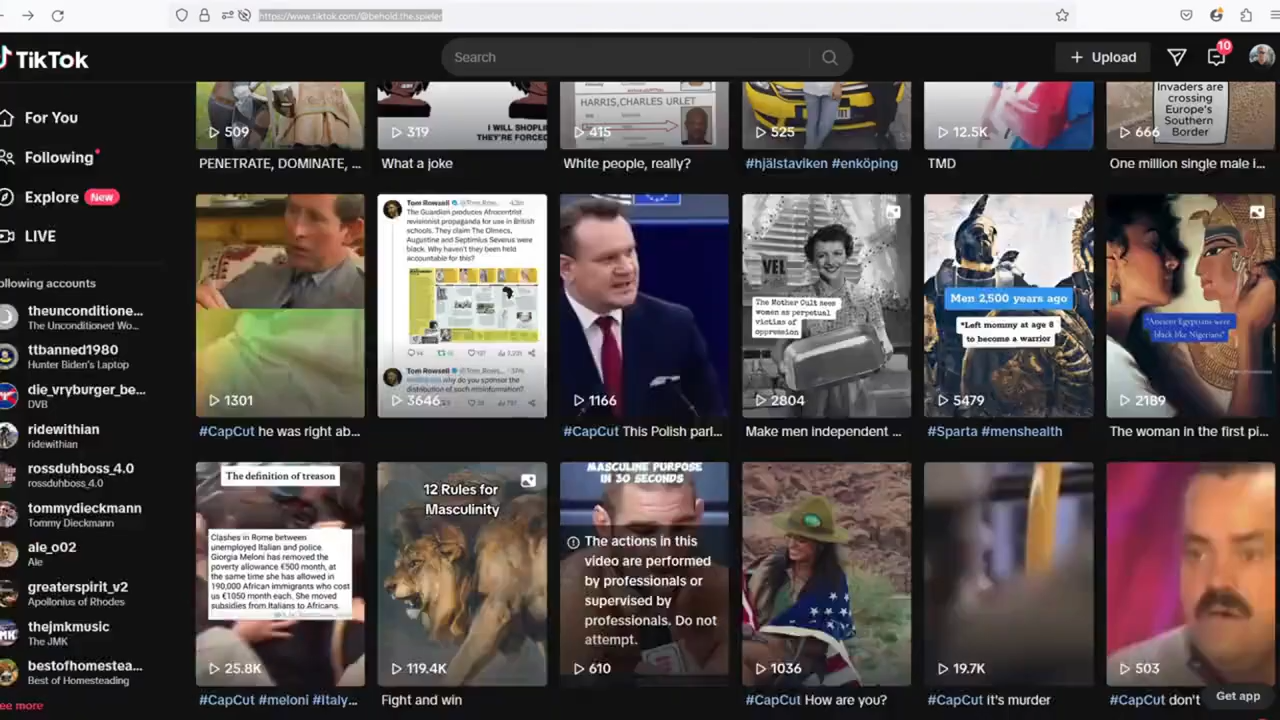 https://www.tiktok.com/@behold.the.spieler
TikTok
Search
Upload
10
For You
Following
Explore New
LIVE
ollowing accounts
theunconditione...
The Unconditioned Wo...
ttbanned1980
Hunter Biden's Laptop
die_vryburger_be...
DVB
ridewithian
ridewithian
rossduhboss_4.0
rossduhboss_4.0
tommydieckmann
Tommy Dieckmann
ale_o02
Ale
greaterspirit_v2
Apollonius of Rhodes
thejmkmusic
The JMK
bestofhomestea...
Best of Homesteading
ee more
509
PENETRATE, DOMINATE, ...
I WILL SHOPLI
THEY'RE FORCED
319
What a joke
HARRIS,CHARLES URLET
415
White people, really?
525
#hjälstaviken #enköping
12.5K
TMD
Invaders are
crossing
Europe's
Southern
Border
666
One million single male i...
1301
#CapCut he was right ab...
Tom Rowsell
The Guardian produces Afrocentrist
revisionist propaganda for use in British
schools. They claim The Olmecs,
Augustine and Septimius Severus were
black. Why haven't they been held
accountable for this?
Tom Rowsell
why do you sponsor the
distribution of such misinformation?
3646
1166
#CapCut This Polish parl...
VEL
The Mother Cult sees
women as perpetual
victims of
oppression
2804
Make men independent ...
Men 2,500 years ago
"Left mommy at age 8
to become a warrior
5479
#Sparta #menshealth
"Ancient Egyptians were
black like Nigerians"
2189
The woman in the first pi...
The definition of treason
Clashes in Rome between
unemployed Italian and police.
Giorgia Meloni has removed the
poverty allowance €500 month, at
the same time she has allowed in
190,000 African immigrants who cost
us €1050 month each. She moved
subsidies from Italians to Africans.
25.8K
#CapCut #meloni #Italy...
12 Rules for
Masculinity
119.4K
Fight and win
MASCULINE PURPOSE
IN 30 SECONDS
The actions in this
video are performed
by professionals or
supervised by
professionals. Do not
attempt.
610
1036
#CapCut How are you?
19.7K
#CapCut it's murder
503
#CapCut don't
Get app